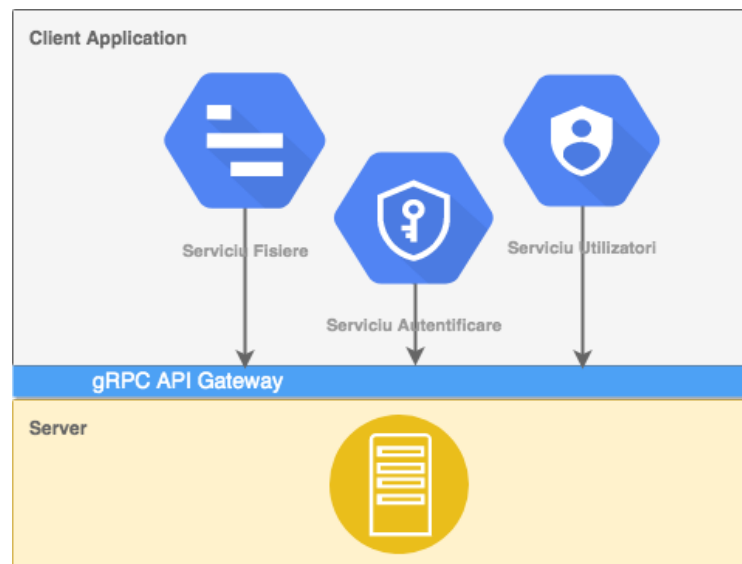 Client Application
Serviciu Fisiere
Serviciu Utilizatori
Serviciu Autentificare
gRPC API Gateway
Server